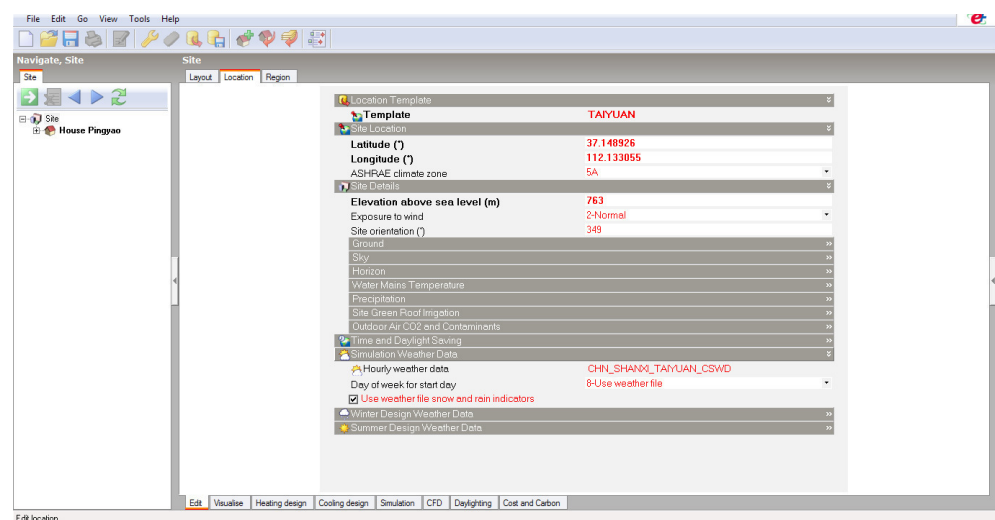 File Edit Go View Tools Help
Navigate, Site
Site
Site
Layout Location Region
Site
House Pingyao
Location Template
Template TAIYUAN
Site Location
Latitude (°) 37.148926
Longitude (°) 112.133055
ASHRAE climate zone 5A
Site Details
Elevation above sea level (m) 763
Exposure to wind 2-Normal
Site orientation (°) 349
Ground
Sky
Horizon
Water Mains Temperature
Precipitation
Site Green Roof Irrigation
Outdoor Air CO2 and Contaminants
Time and Daylight Saving
Simulation Weather Data
Hourly weather data CHN_SHANXI_TAIYUAN_CSWD
Day of week for start day 8-Use weather file
Use weather file snow and rain indicators
Winter Design Weather Data
Summer Design Weather Data
Edit Visualise Heating design Cooling design Simulation CFD Daylighting Cost and Carbon
Edit location